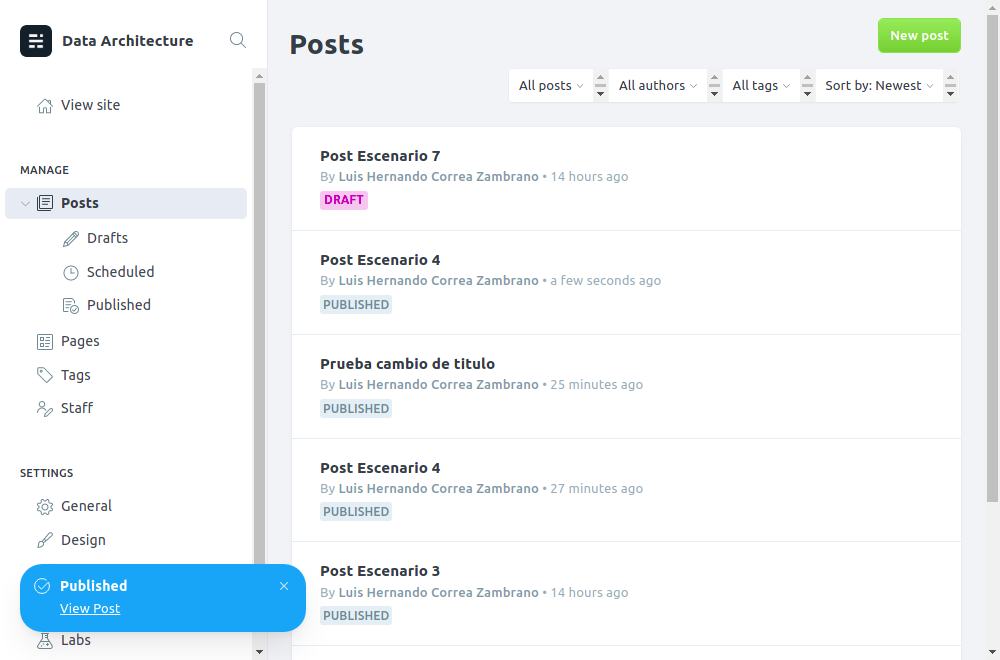 Data Architecture
View site
MANAGE
Posts
Drafts
Scheduled
Published
Pages
Tags
Staff
SETTINGS
General
Design
Published
View Post
Labs
Posts
New post
All posts
All authors
All tags
Sort by: Newest
Post Escenario 7
By Luis Hernando Correa Zambrano • 14 hours ago
DRAFT
Post Escenario 4
By Luis Hernando Correa Zambrano • a few seconds ago
PUBLISHED
Prueba cambio de titulo
By Luis Hernando Correa Zambrano • 25 minutes ago
PUBLISHED
Post Escenario 4
By Luis Hernando Correa Zambrano • 27 minutes ago
PUBLISHED
Post Escenario 3
By Luis Hernando Correa Zambrano • 14 hours ago
PUBLISHED